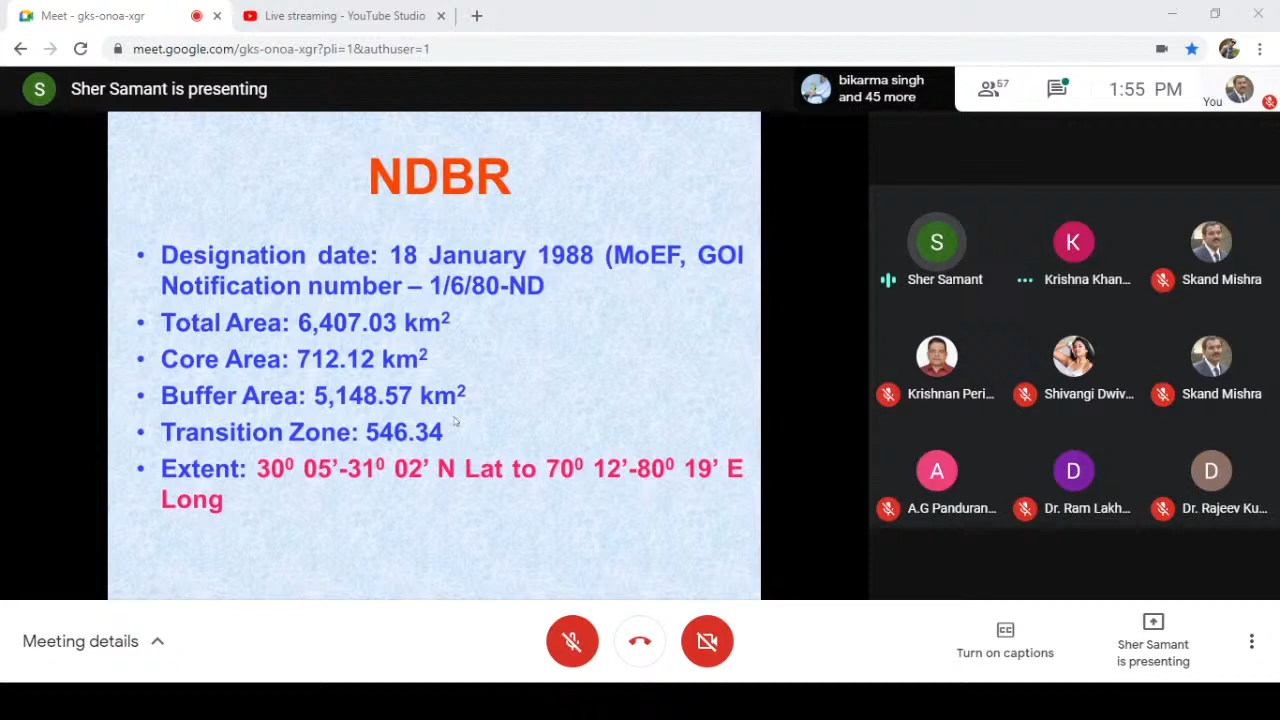 Meet - gks-onoa-xgr
Live streaming - YouTube Studio
meet.google.com/gks-onoa-xgr?pli=1&authuser=1
S
Sher Samant is presenting
bikarma singh
and 45 more
57
1:55 PM
You
NDBR
• Designation date: 18 January 1988 (MoEF, GOI
Notification number – 1/6/80-ND
• Total Area: 6,407.03 km²
• Core Area: 712.12 km²
• Buffer Area: 5,148.57 km²
• Transition Zone: 546.34
• Extent: 30⁰ 05’-31⁰ 02’ N Lat to 70⁰ 12’-80⁰ 19’ E
Long
S
K
Sher Samant
Krishna Khan...
Skand Mishra
Krishnan Peri...
Shivangi Dwiv...
Skand Mishra
A
D
D
A.G Panduran...
Dr. Ram Lakh...
Dr. Rajeev Ku...
Meeting details
CC
Turn on captions
Sher Samant
is presenting